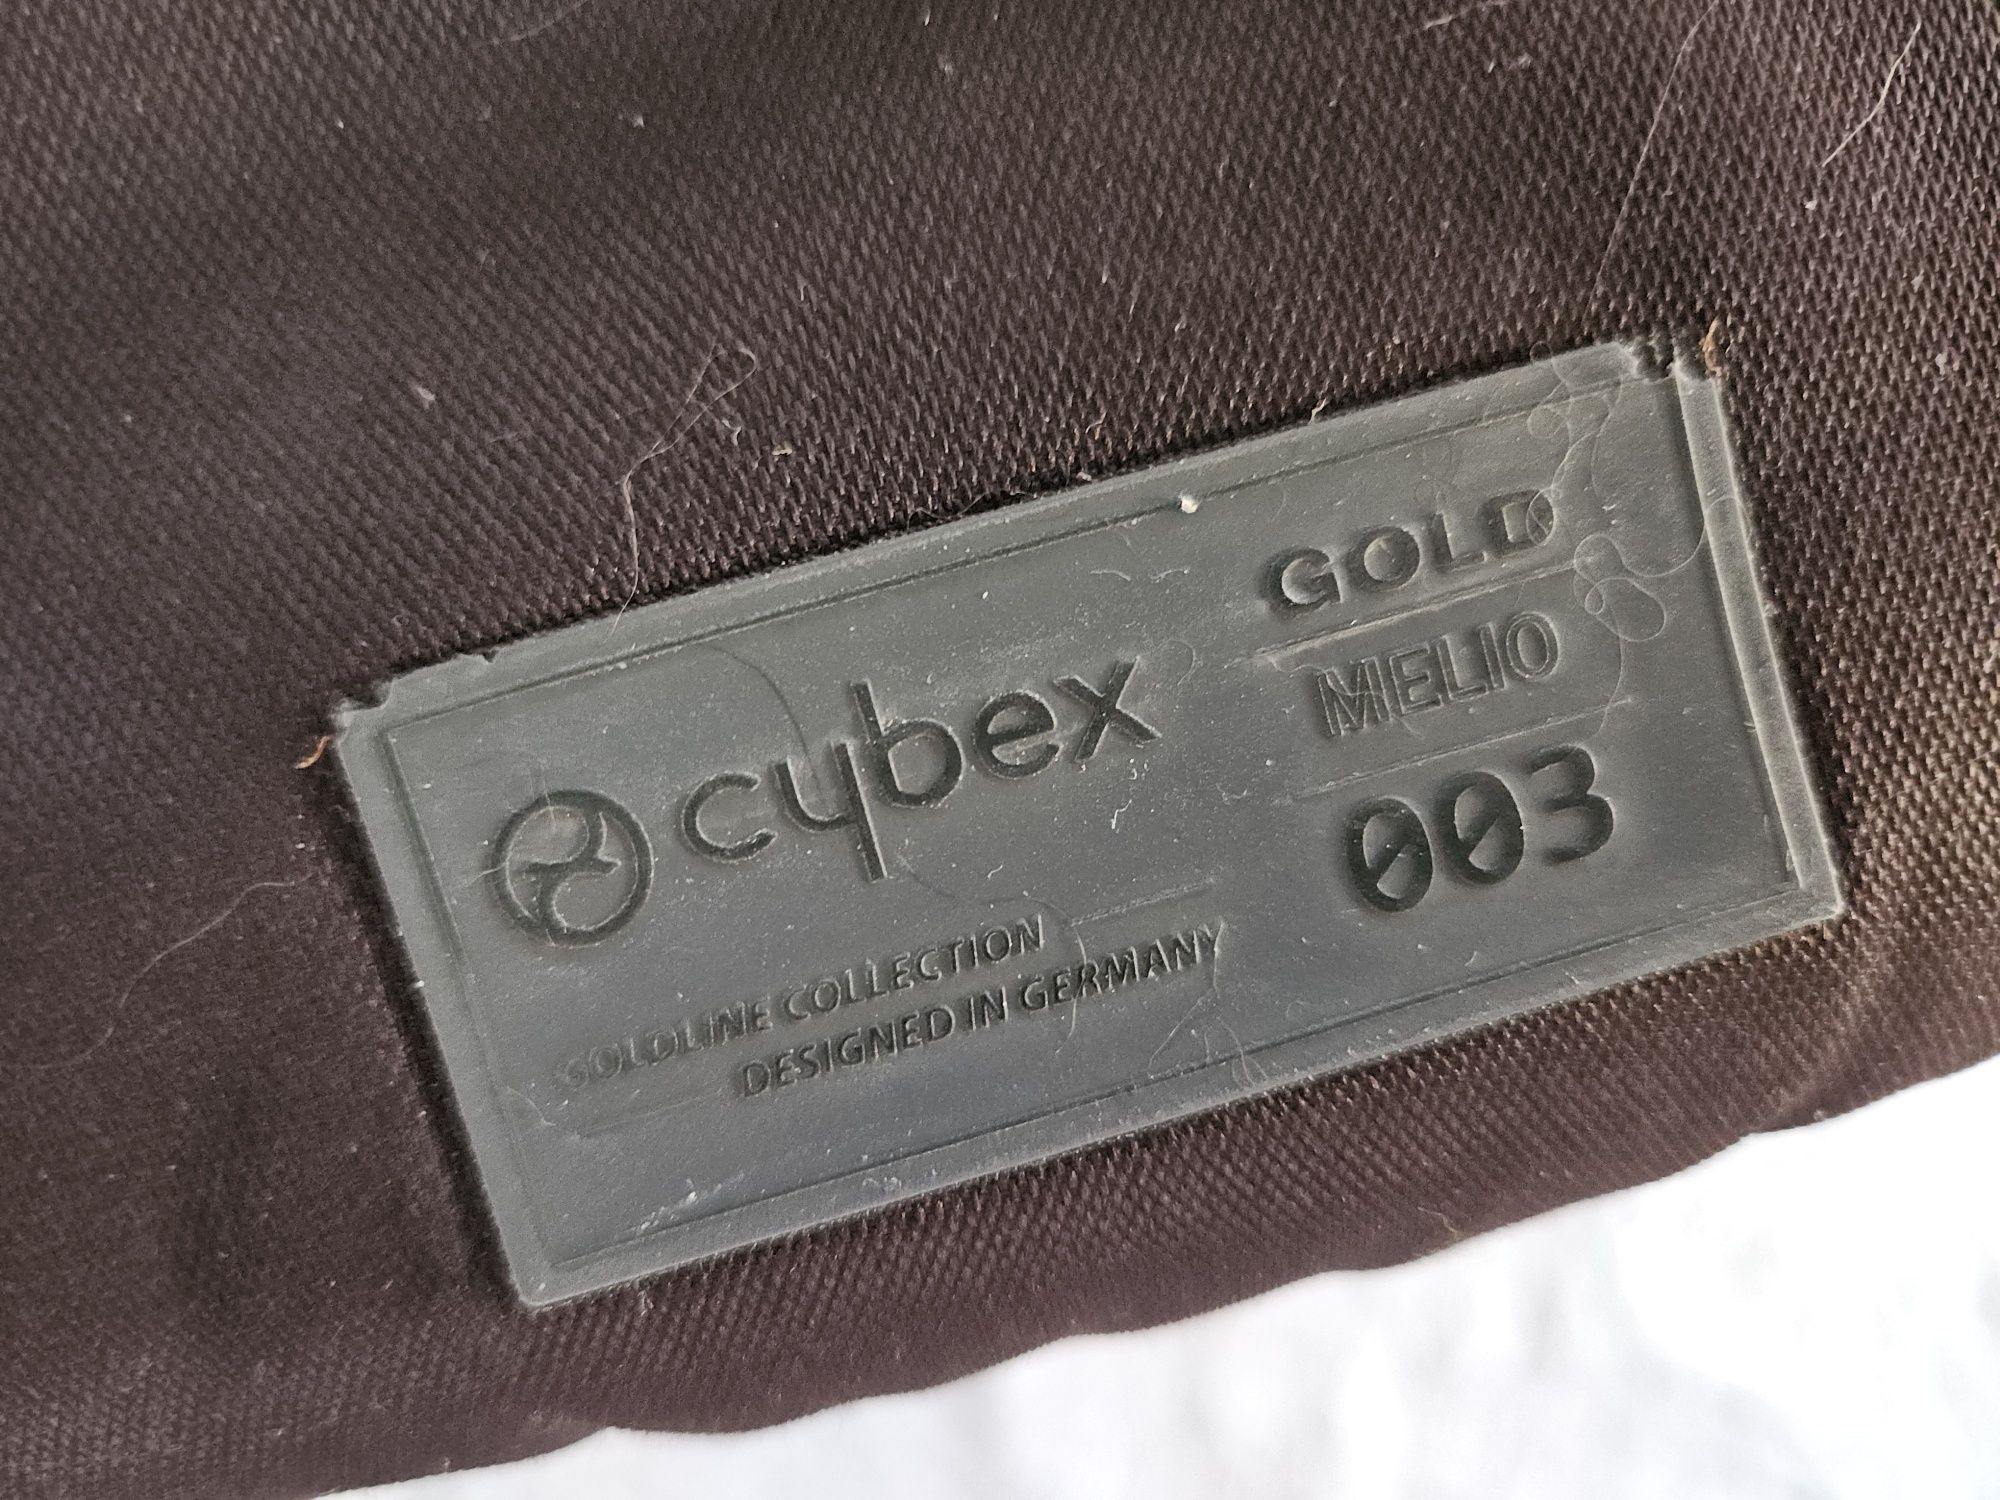 cybex
GOLDLINE COLLECTION
DESIGNED IN GERMANY
GOLD
MELIO
003